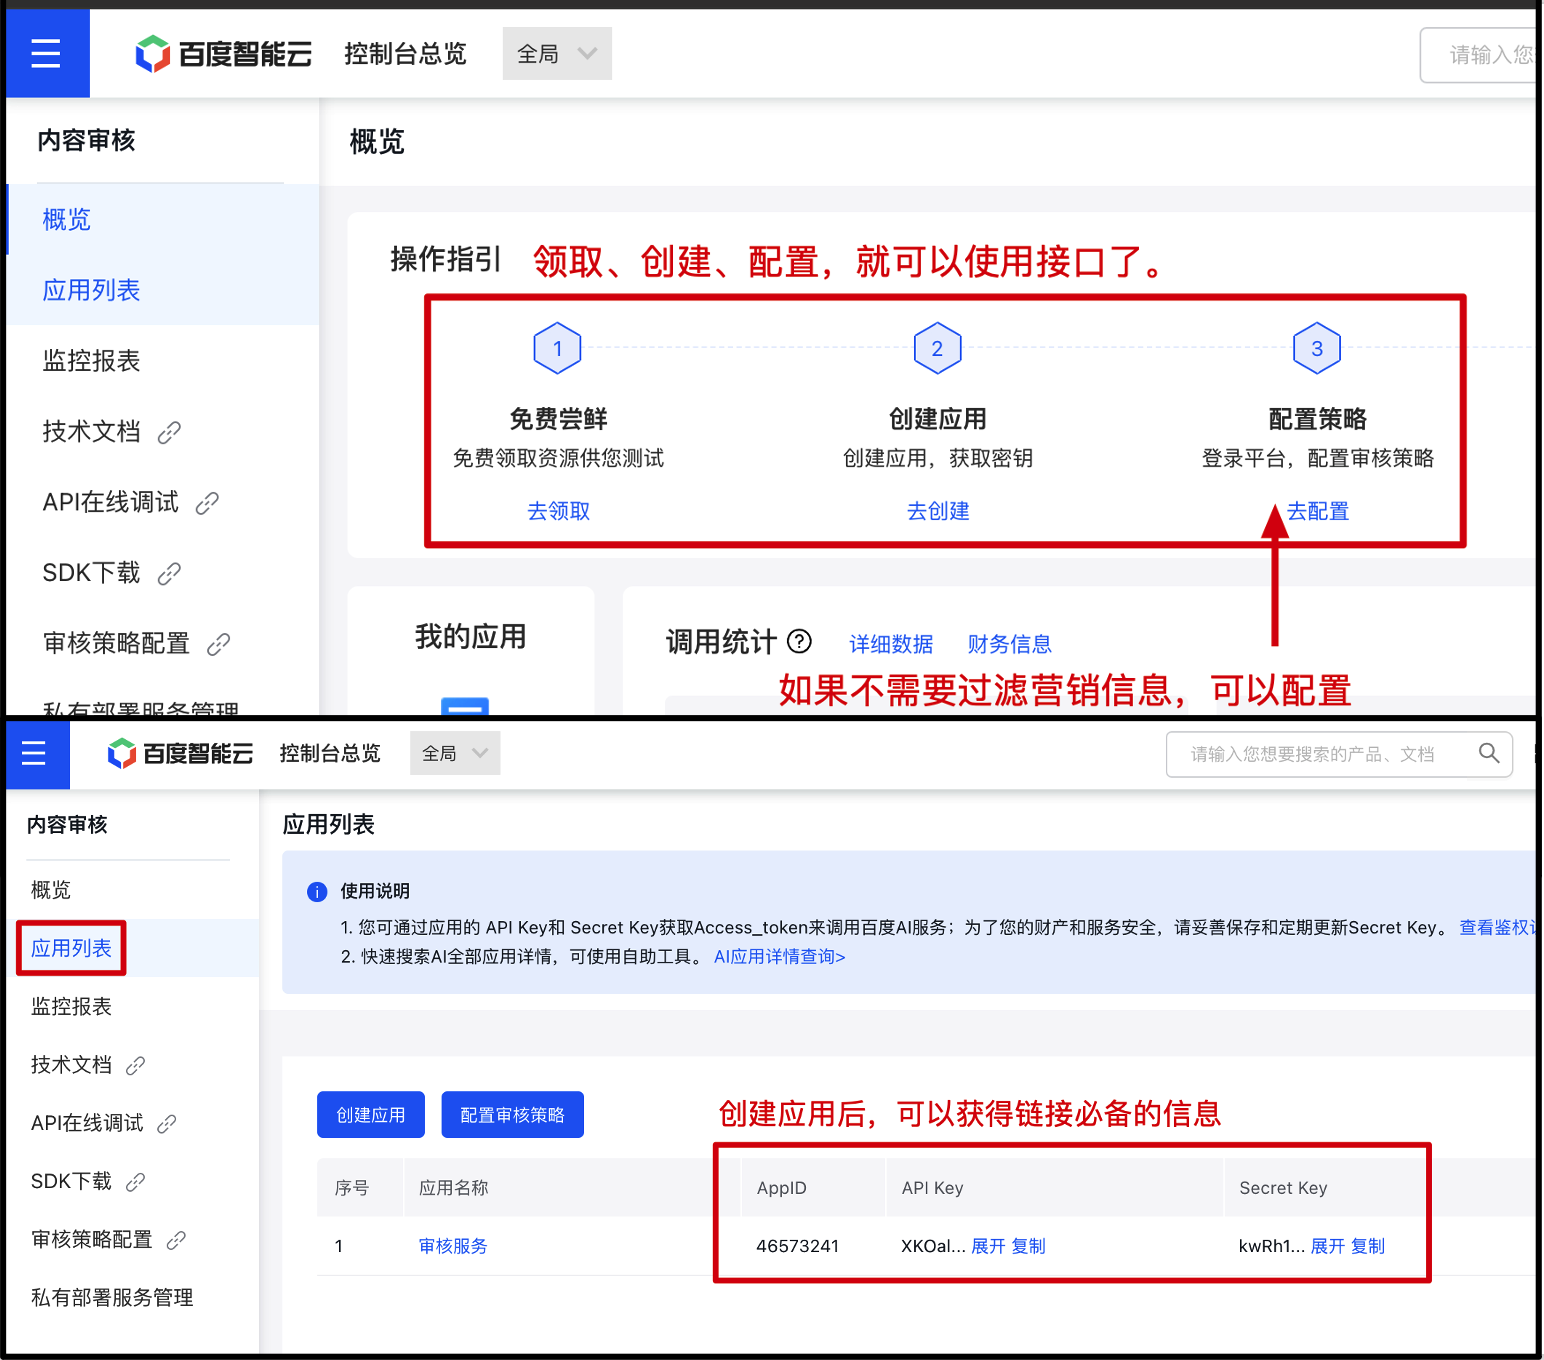 百度智能云 控制台总览 全局 请输入您
内容审核
概览
应用列表
监控报表
技术文档
API在线调试
SDK下载
审核策略配置
私有部署服务管理
概览
操作指引 领取、创建、配置，就可以使用接口了。
1 2 3
免费尝鲜 创建应用 配置策略
免费领取资源供您测试 创建应用，获取密钥 登录平台，配置审核策略
去领取 去创建 去配置
我的应用
调用统计 ? 详细数据 财务信息
如果不需要过滤营销信息，可以配置
百度智能云 控制台总览 全局 请输入您想要搜索的产品、文档
内容审核
概览
应用列表
监控报表
技术文档
API在线调试
SDK下载
审核策略配置
私有部署服务管理
应用列表
使用说明
1. 您可通过应用的 API Key和 Secret Key获取Access_token来调用百度AI服务；为了您的财产和服务安全，请妥善保存和定期更新Secret Key。 查看鉴权
2. 快速搜索AI全部应用详情，可使用自助工具。 AI应用详情查询>
创建应用 配置审核策略 创建应用后，可以获得链接必备的信息
序号 应用名称 AppID API Key Secret Key
1 审核服务 46573241 XKOal... 展开 复制 kwRh1... 展开 复制